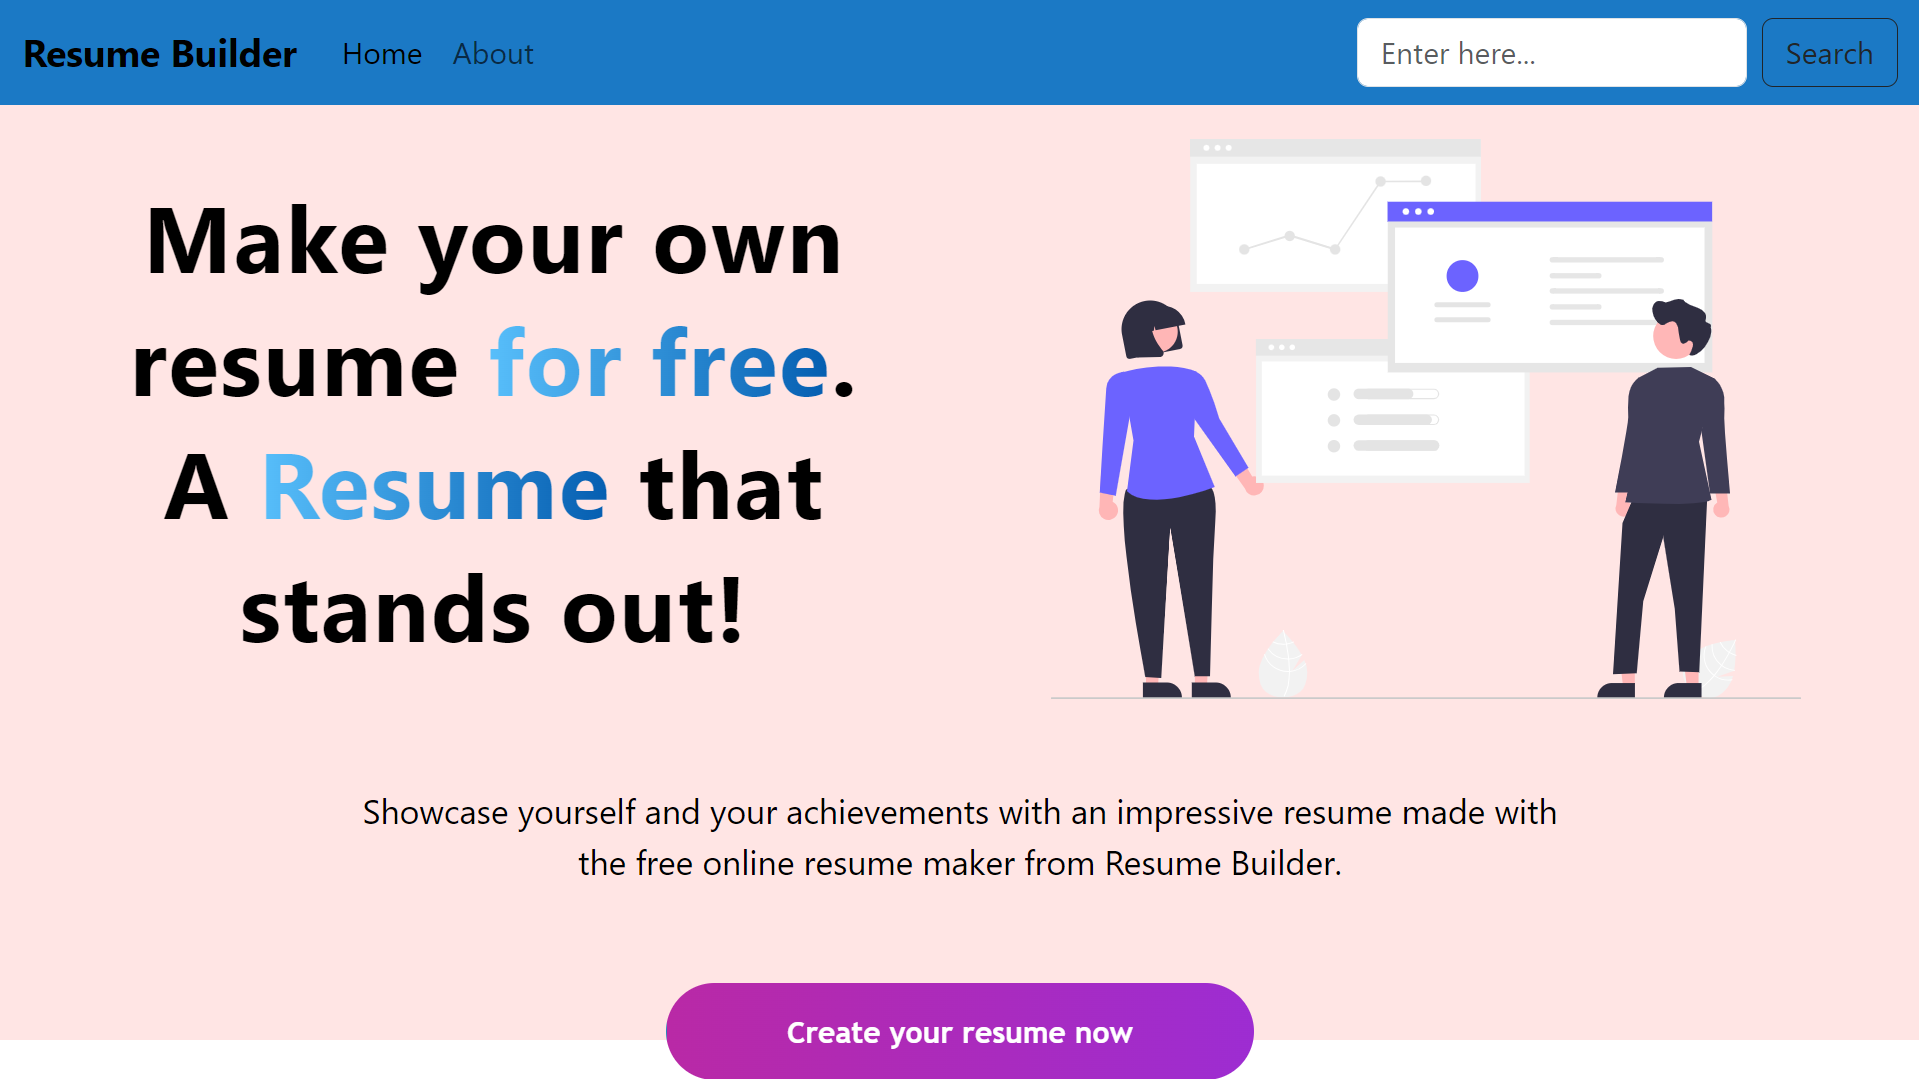 Resume Builder Home About Enter here... Search
Make your own
resume for free.
A Resume that
stands out!
Showcase yourself and your achievements with an impressive resume made with
the free online resume maker from Resume Builder.
Create your resume now